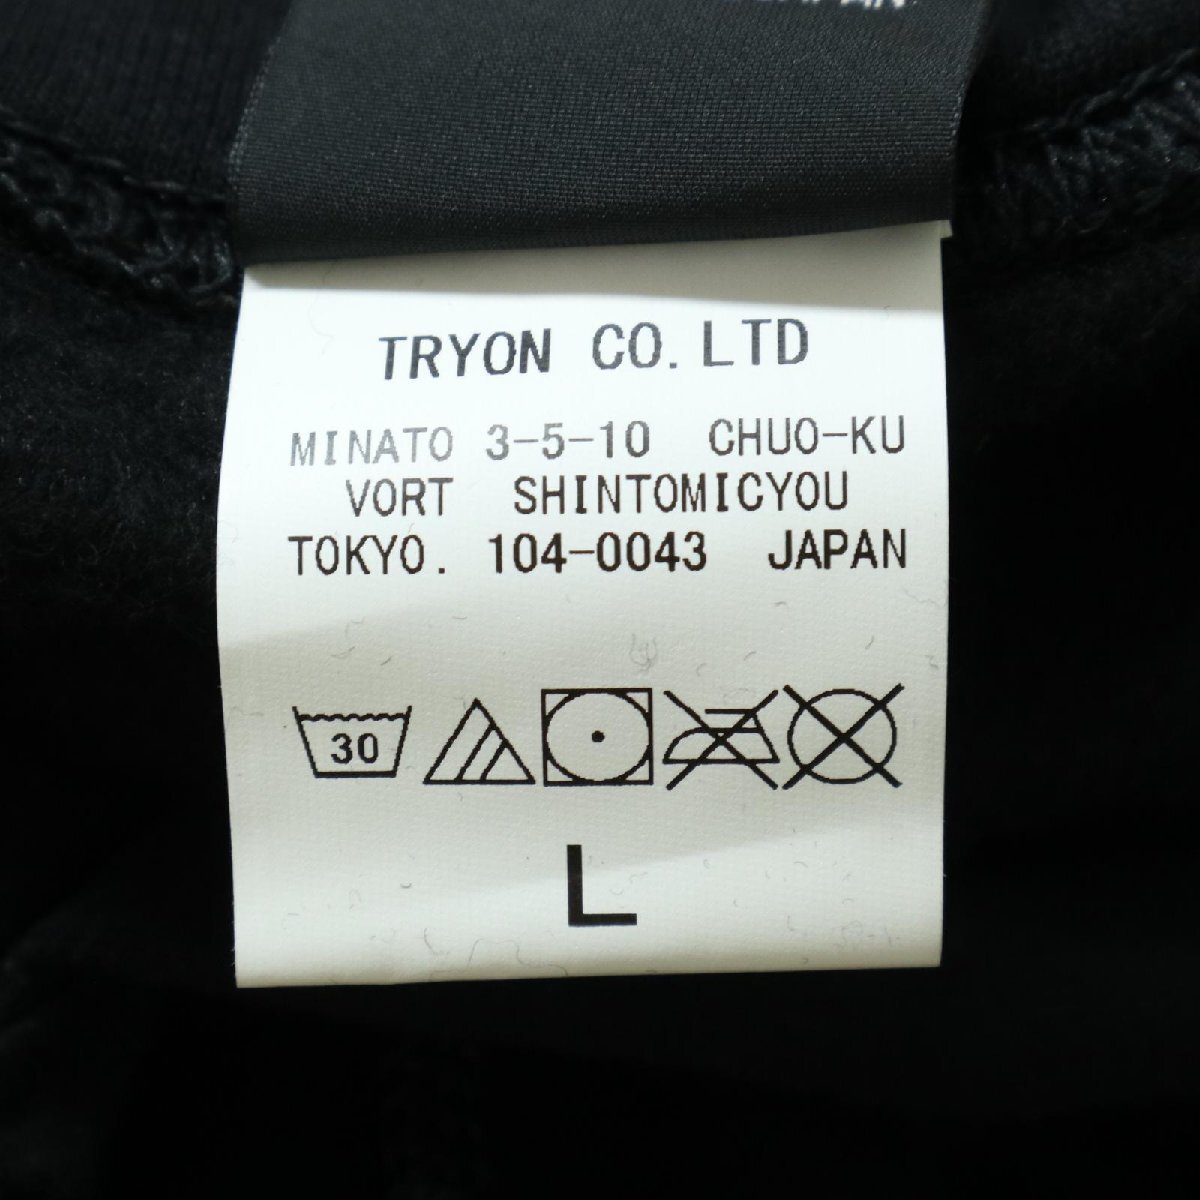 TRYON CO. LTD
MINATO 3-5-10 CHUO-KU
VORT SHINTOMICYOU
TOKYO. 104-0043 JAPAN
30
L